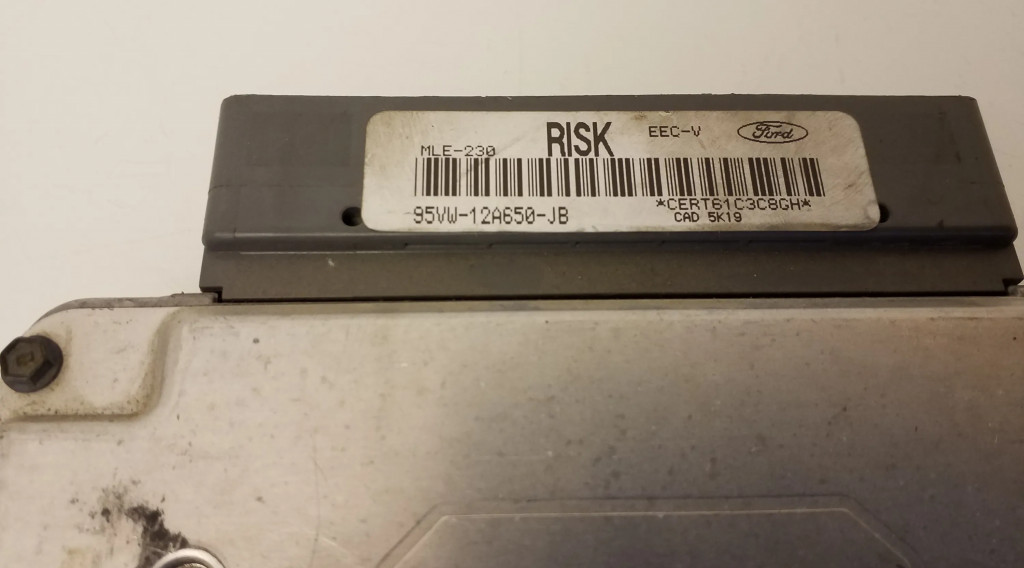 RISK EEC-V Ford
MLE-230
*CERT61C3C8GH*
95VW-12A650-JB
CAD 5K19